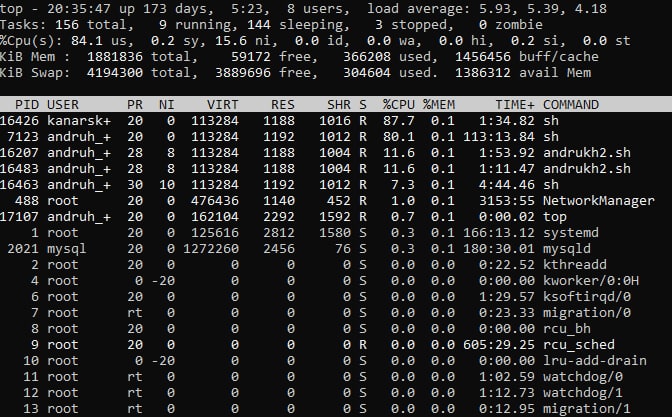 top - 20:35:47 up 173 days,  5:23,  8 users,  load average: 5.93, 5.39, 4.18
Tasks: 156 total,   9 running, 144 sleeping,   3 stopped,   0 zombie
%Cpu(s): 84.1 us,  0.2 sy, 15.6 ni,  0.0 id,  0.0 wa,  0.0 hi,  0.2 si,  0.0 st
KiB Mem :  1881836 total,    59172 free,   366208 used,  1456456 buff/cache
KiB Swap:  4194300 total,  3889696 free,   304604 used.  1386312 avail Mem
PID USER      PR  NI    VIRT    RES    SHR S  %CPU %MEM     TIME+ COMMAND
16426 kanarsk+  20   0  113284   1188   1016 R  87.7  0.1   1:34.82 sh
7123 andruh_+  20   0  113284   1192   1012 R  80.1  0.1 113:13.84 sh
16207 andruh_+  28   8  113284   1188   1004 R  11.6  0.1   1:53.92 andrukh2.sh
16483 andruh_+  28   8  113284   1188   1004 R  11.6  0.1   1:11.47 andrukh2.sh
16463 andruh_+  30  10  113284   1192   1012 R   7.3  0.1   4:44.46 sh
488 root      20   0  476436   1140    452 R   1.0  0.1   3153:55 NetworkManager
17107 andruh_+  20   0  162104   2292   1592 R   0.7  0.1   0:00.02 top
1 root      20   0  125616   2812   1580 S   0.3  0.1 166:13.12 systemd
2021 mysql     20   0 1272260   2456     76 S   0.3  0.1 180:30.01 mysqld
2 root      20   0       0      0      0 S   0.0  0.0   0:22.52 kthreadd
4 root       0 -20       0      0      0 S   0.0  0.0   0:00.00 kworker/0:0H
6 root      20   0       0      0      0 S   0.0  0.0   1:29.57 ksoftirqd/0
7 root      rt   0       0      0      0 S   0.0  0.0   0:23.33 migration/0
8 root      20   0       0      0      0 S   0.0  0.0   0:00.00 rcu_bh
9 root      20   0       0      0      0 R   0.0  0.0 605:29.25 rcu_sched
10 root       0 -20       0      0      0 S   0.0  0.0   0:00.00 lru-add-drain
11 root      rt   0       0      0      0 S   0.0  0.0   1:02.59 watchdog/0
12 root      rt   0       0      0      0 S   0.0  0.0   1:12.73 watchdog/1
13 root      rt   0       0      0      0 S   0.0  0.0   0:12.95 migration/1